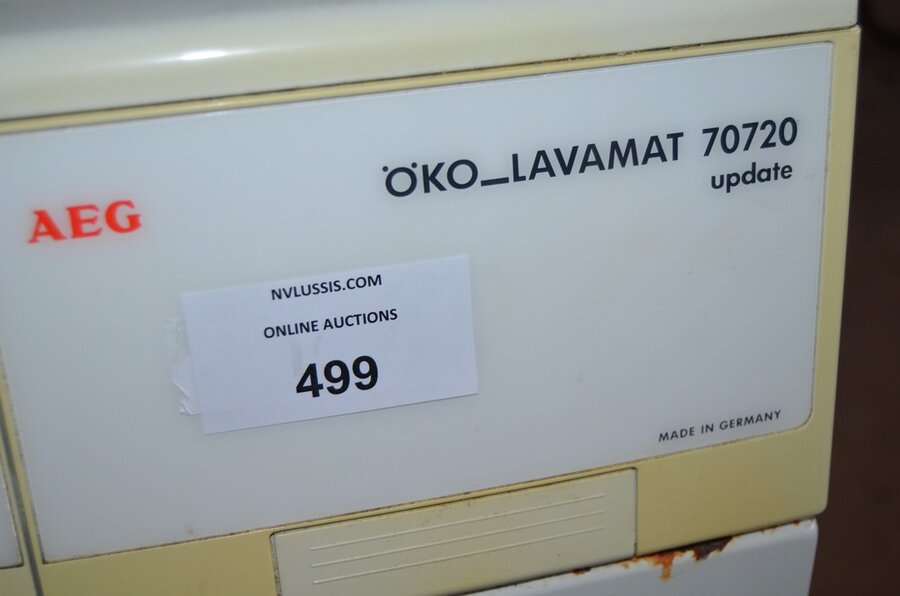 ÖKO_LAVAMAT 70720
update
AEG
NVLUSSIS.COM
ONLINE AUCTIONS
499
MADE IN GERMANY